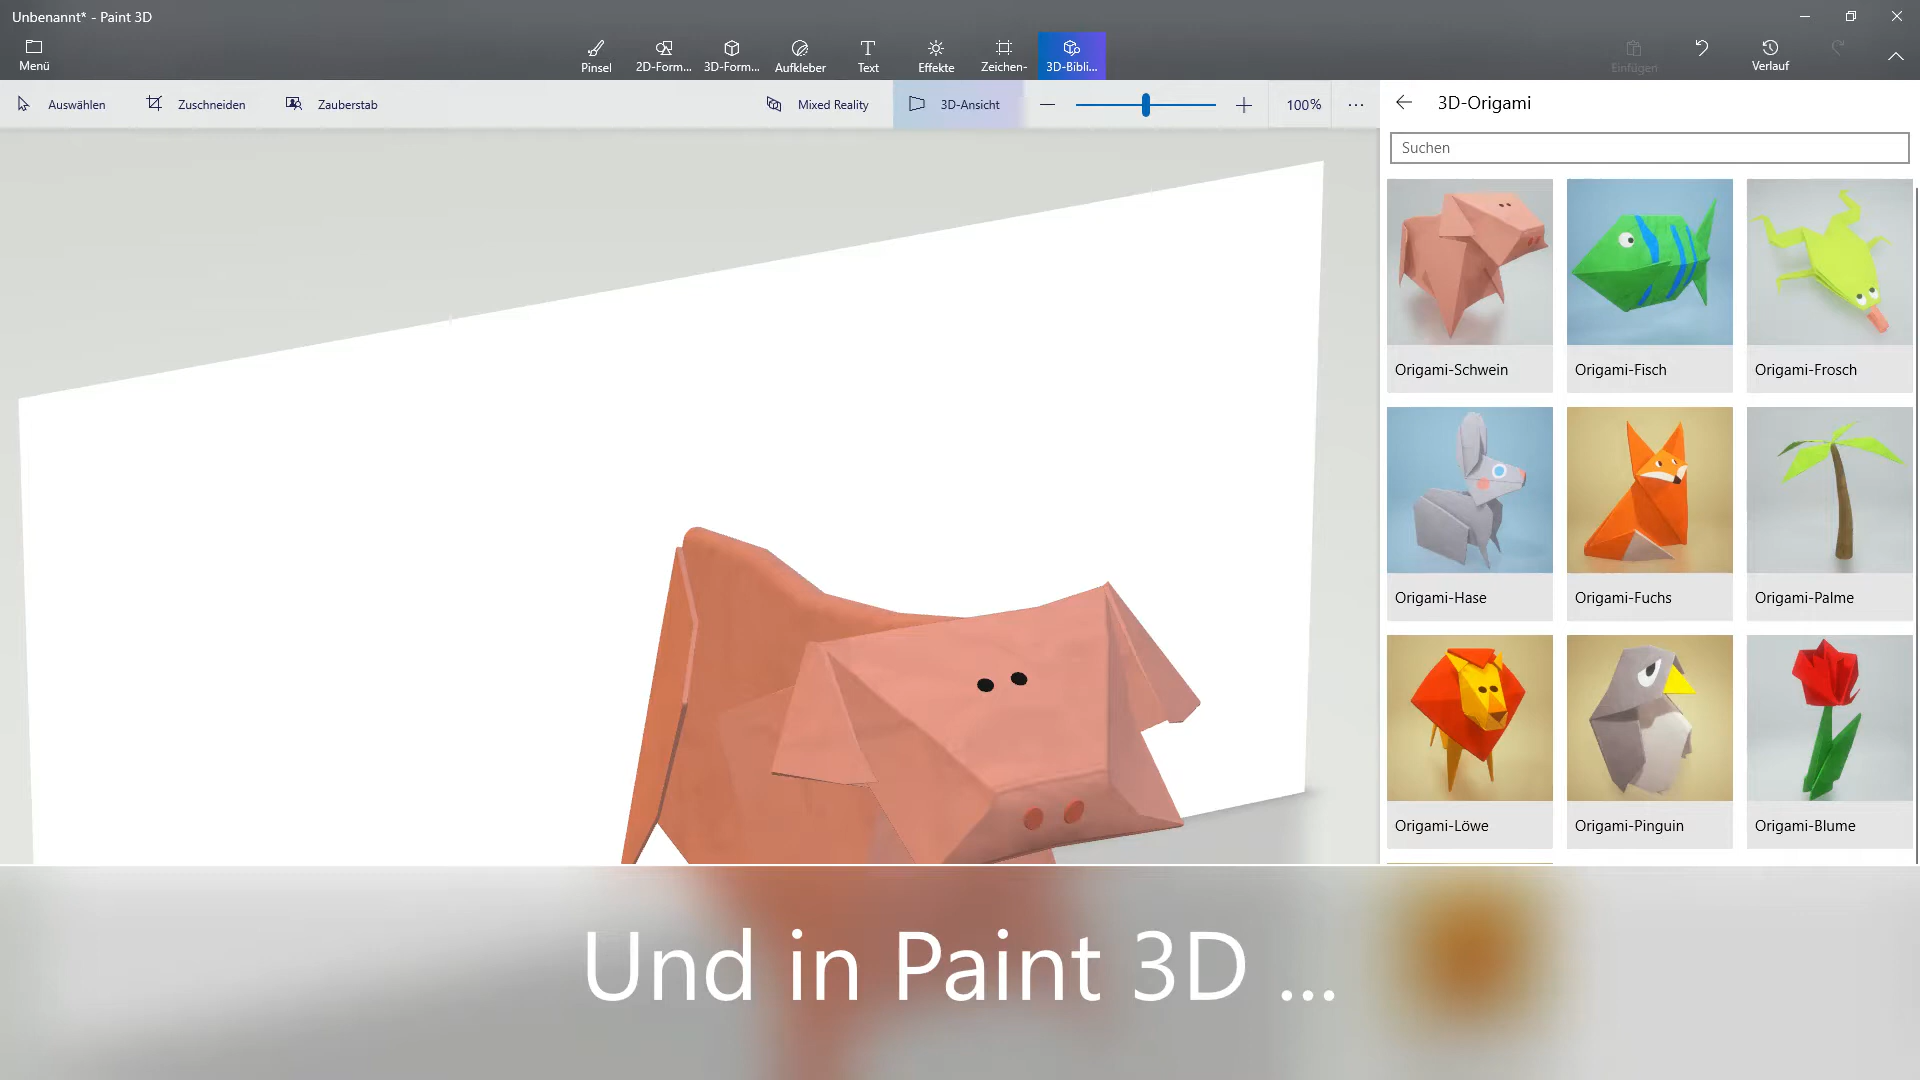 Unbenannt* - Paint 3D
Menü
Pinsel
2D-Form...
3D-Form...
Aufkleber
Text
Effekte
Zeichen-
3D-Bibli...
Einfügen
Verlauf
Auswählen
Zuschneiden
Zauberstab
Mixed Reality
3D-Ansicht
100%
3D-Origami
Suchen
Origami-Schwein
Origami-Fisch
Origami-Frosch
Origami-Hase
Origami-Fuchs
Origami-Palme
Origami-Löwe
Origami-Pinguin
Origami-Blume
Und in Paint 3D ...